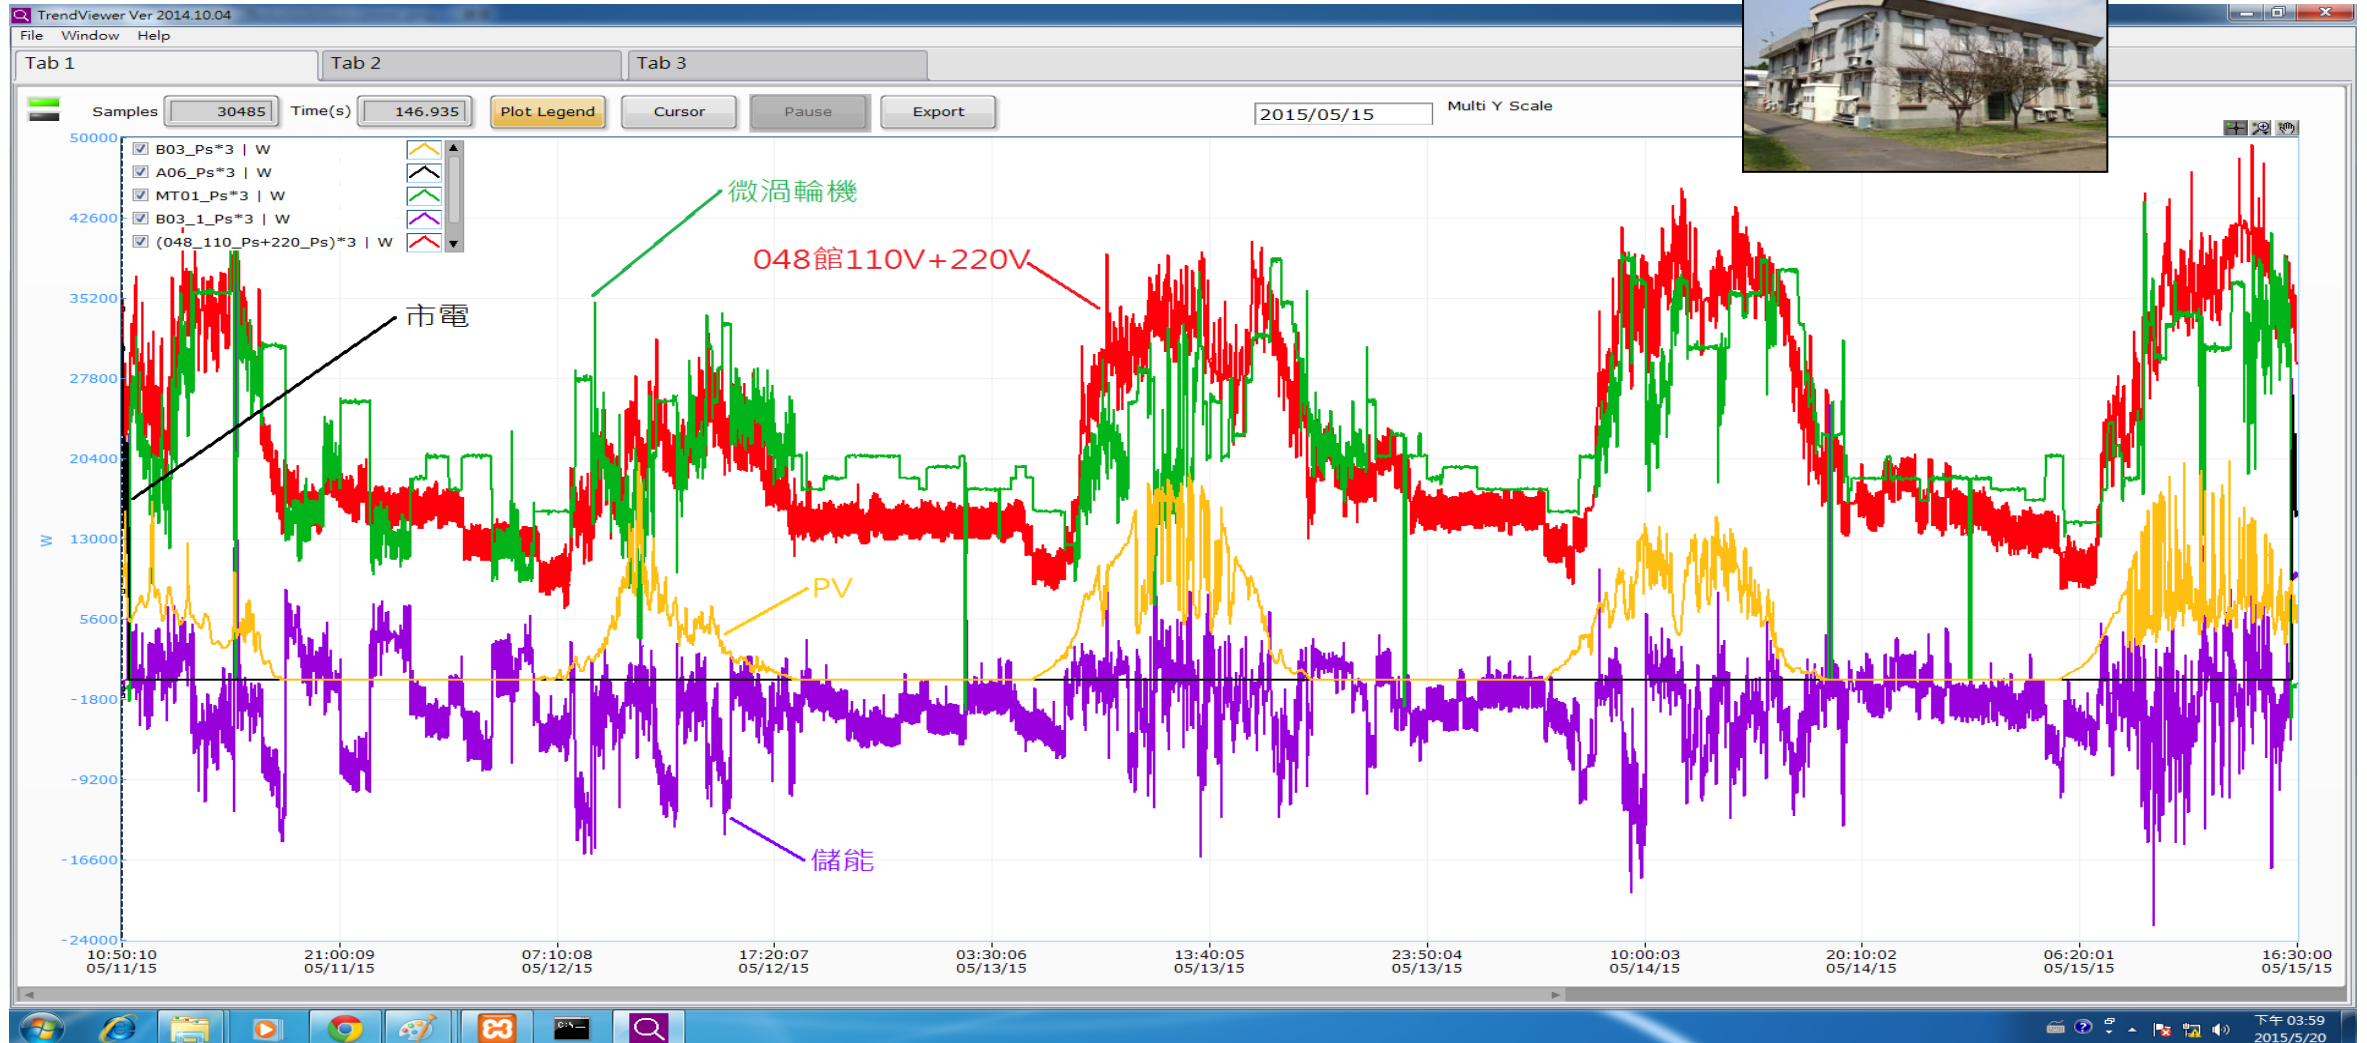 TrendViewer Ver 2014.10.04
File Window Help
Tab 1 Tab 2 Tab 3
Samples 30485 Time(s) 146.935 Plot Legend Cursor Pause Export 2015/05/15 Multi Y Scale
B03_Ps*3 | W
A06_Ps*3 | W
MT01_Ps*3 | W
B03_1_Ps*3 | W
(048_110_Ps+220_Ps)*3 | W
微渦輪機
048館110V+220V
市電
PV
儲能
W
50000
42600
35200
27800
20400
13000
5600
-1800
-9200
-16600
-24000
10:50:10 21:00:09 07:10:08 17:20:07 03:30:06 13:40:05 23:50:04 10:00:03 20:10:02 06:20:01 16:30:00
05/11/15 05/11/15 05/12/15 05/12/15 05/13/15 05/13/15 05/13/15 05/14/15 05/14/15 05/15/15 05/15/15
下午 03:59
2015/5/20